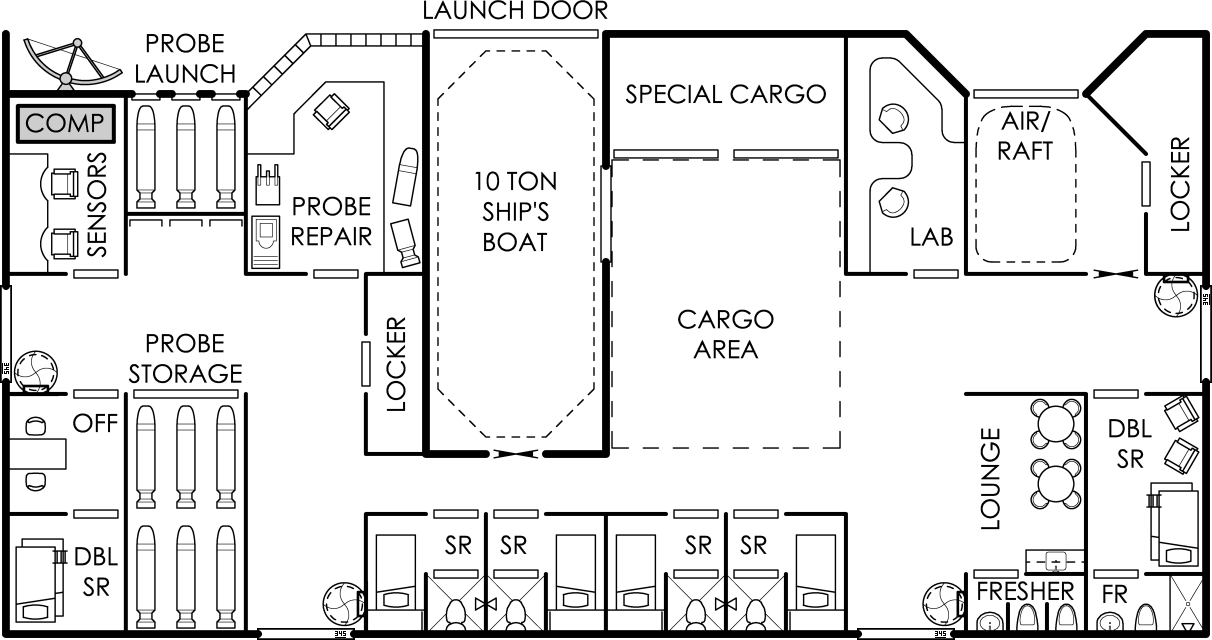 LAUNCH DOOR
PROBE
LAUNCH
COMP
SENSORS
PROBE
REPAIR
10 TON
SHIP'S
BOAT
SPECIAL CARGO
CARGO
AREA
LAB
AIR/
RAFT
LOCKER
PROBE
STORAGE
LOCKER
OFF
DBL
SR
SR
SR
SR
SR
LOUNGE
DBL
SR
FRESHER
FR